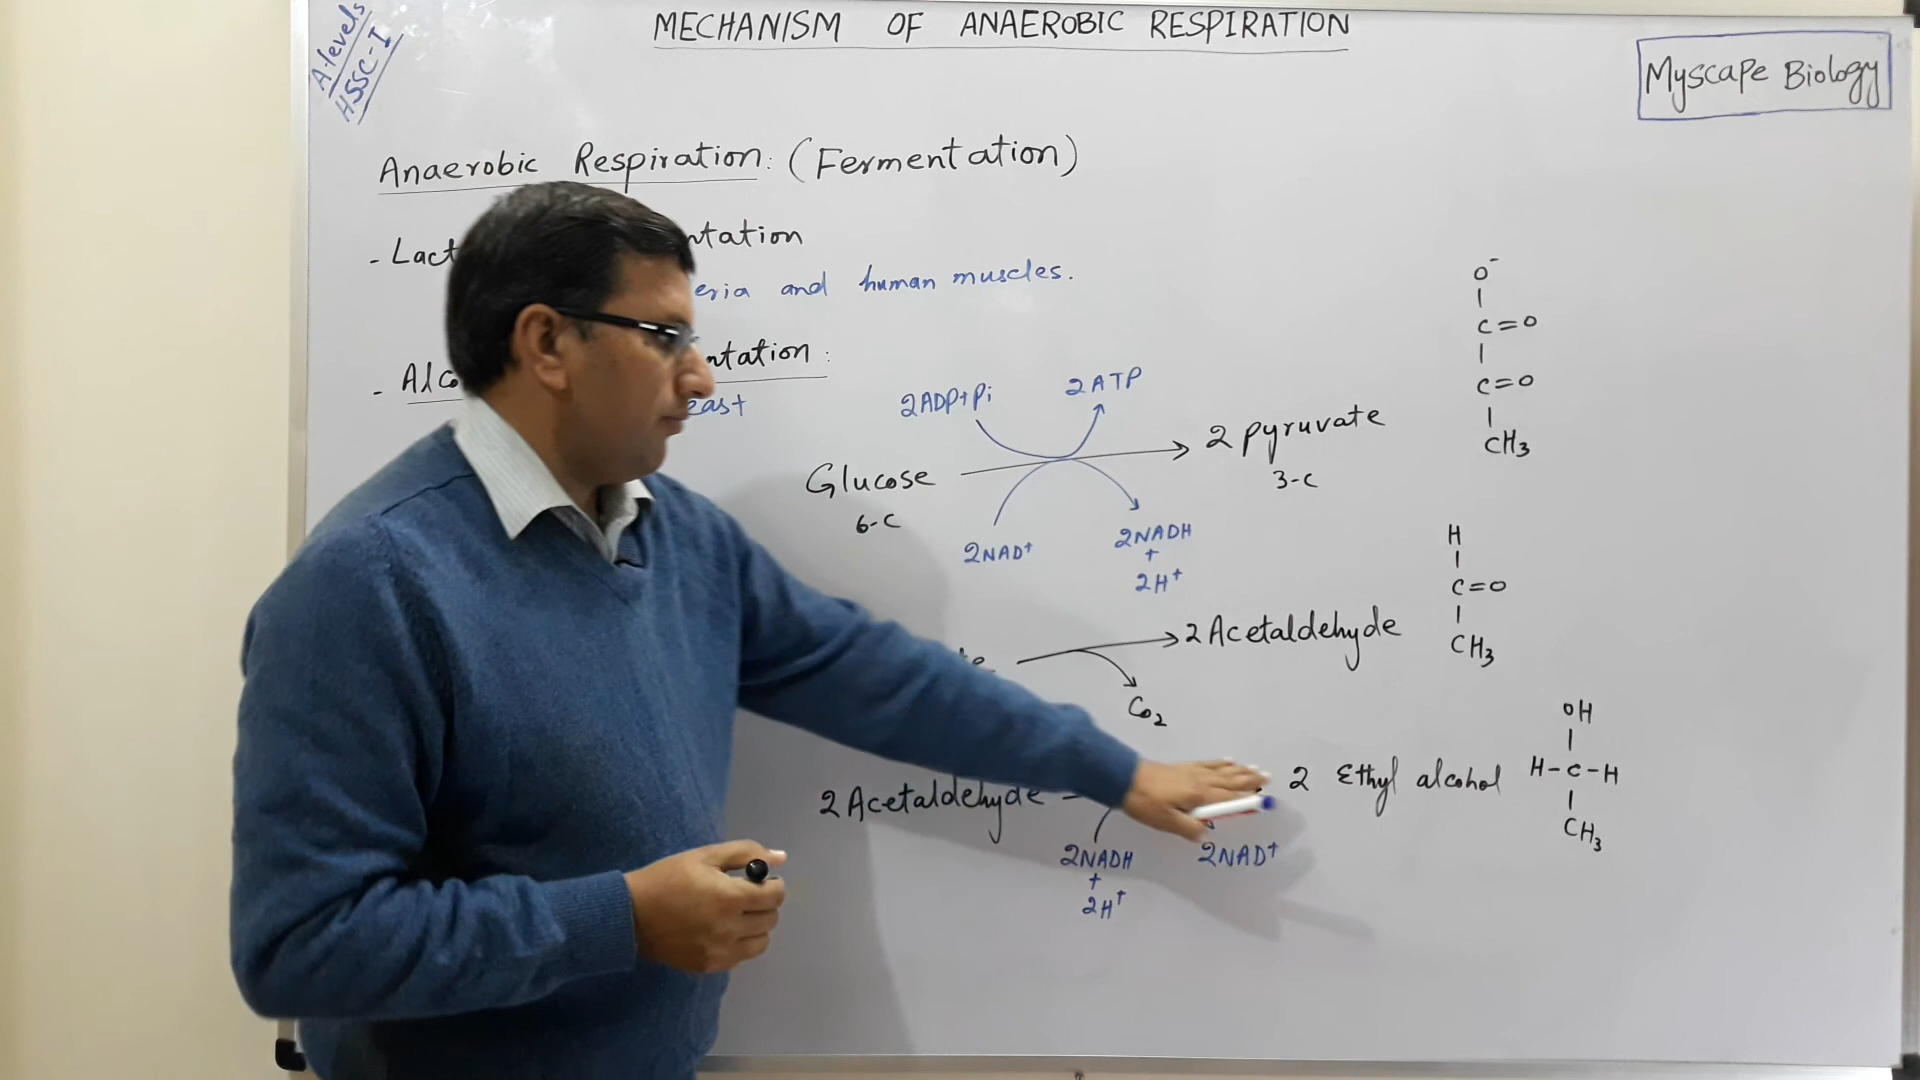 A-levels
HSSC-I
MECHANISM OF ANAEROBIC RESPIRATION
Myscape Biology
Anaerobic Respiration: (Fermentation)
- Lact ntation
eria and human muscles.
- Alco ntation:
east
2ADP+Pi 2ATP
Glucose 2 pyruvate
6-C 3-C
2NAD+ 2NADH
+
2H+
O-
C=O
C=O
CH3
te 2 Acetaldehyde
CO2
H
C=O
CH3
2 Acetaldehyde 2 Ethyl alcohol
2NADH 2NAD+
+
2H+
OH
H-C-H
CH3